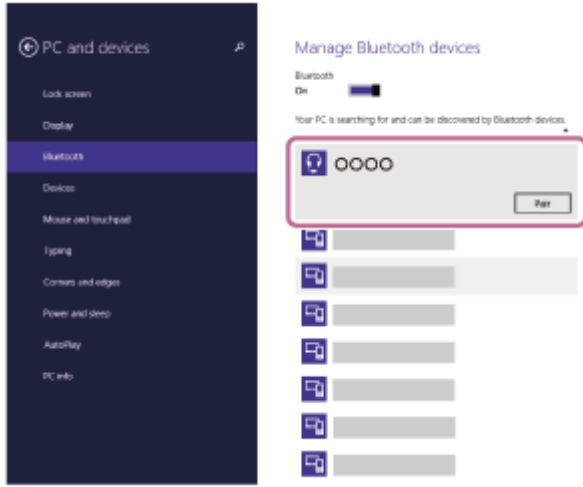 PC and devices
Lock screen
Display
Bluetooth
Devices
Mouse and touchpad
Typing
Corners and edges
Power and sleep
AutoPlay
PC info
Manage Bluetooth devices
Bluetooth
On
Your PC is searching for and can be discovered by Bluetooth devices.
OOOO
Pair